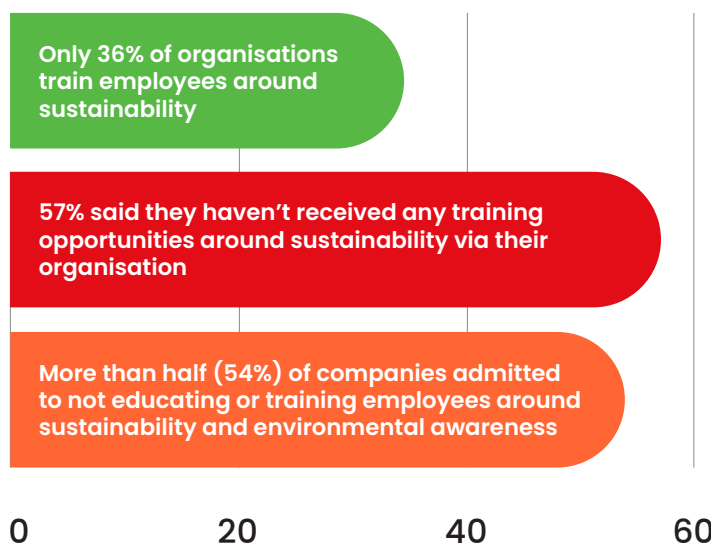 Only 36% of organisations
train employees around
sustainability
57% said they haven’t received any training
opportunities around sustainability via their
organisation
More than half (54%) of companies admitted
to not educating or training employees around
sustainability and environmental awareness
0 20 40 60